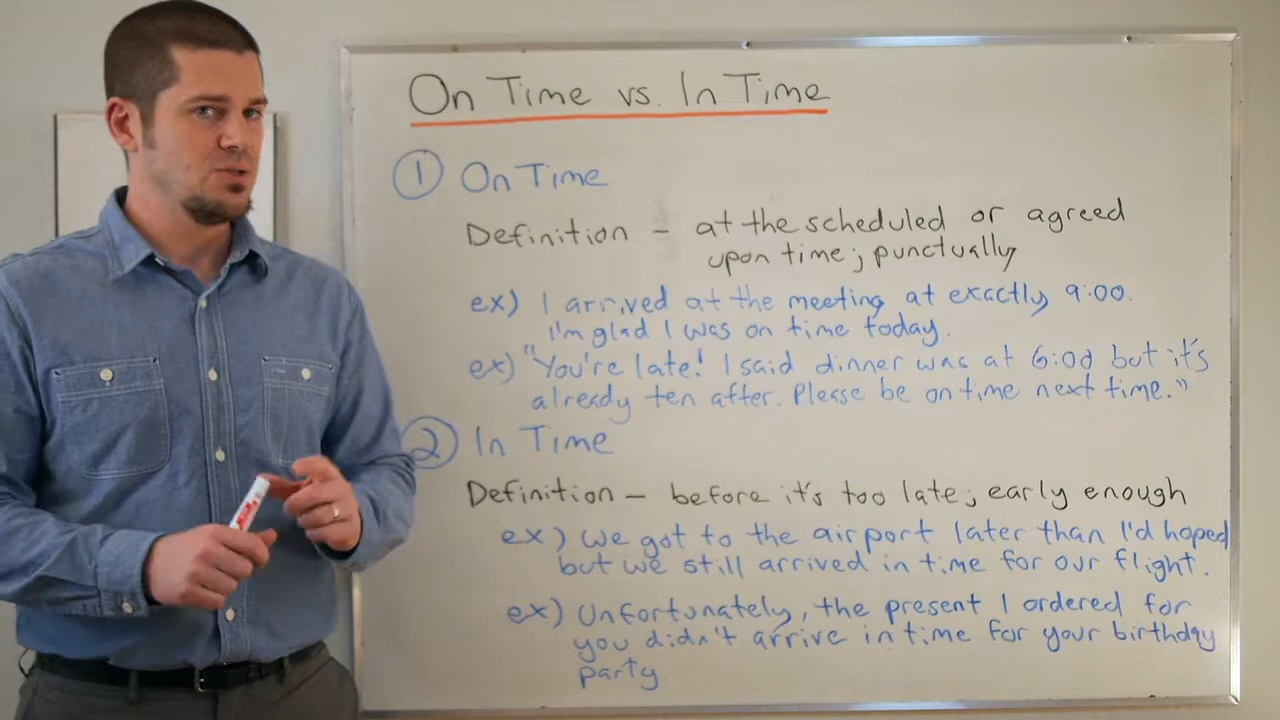 On Time vs. In Time
1 On Time
Definition - at the scheduled or agreed
upon time; punctually
ex) I arrived at the meeting at exactly 9:00.
I'm glad I was on time today.
ex) "You're late! I said dinner was at 6:00 but it's
already ten after. Please be on time next time."
2 In Time
Definition - before it's too late; early enough
ex) We got to the airport later than I'd hoped
but we still arrived in time for our flight.
ex) Unfortunately, the present I ordered for
you didn't arrive in time for your birthday
party.